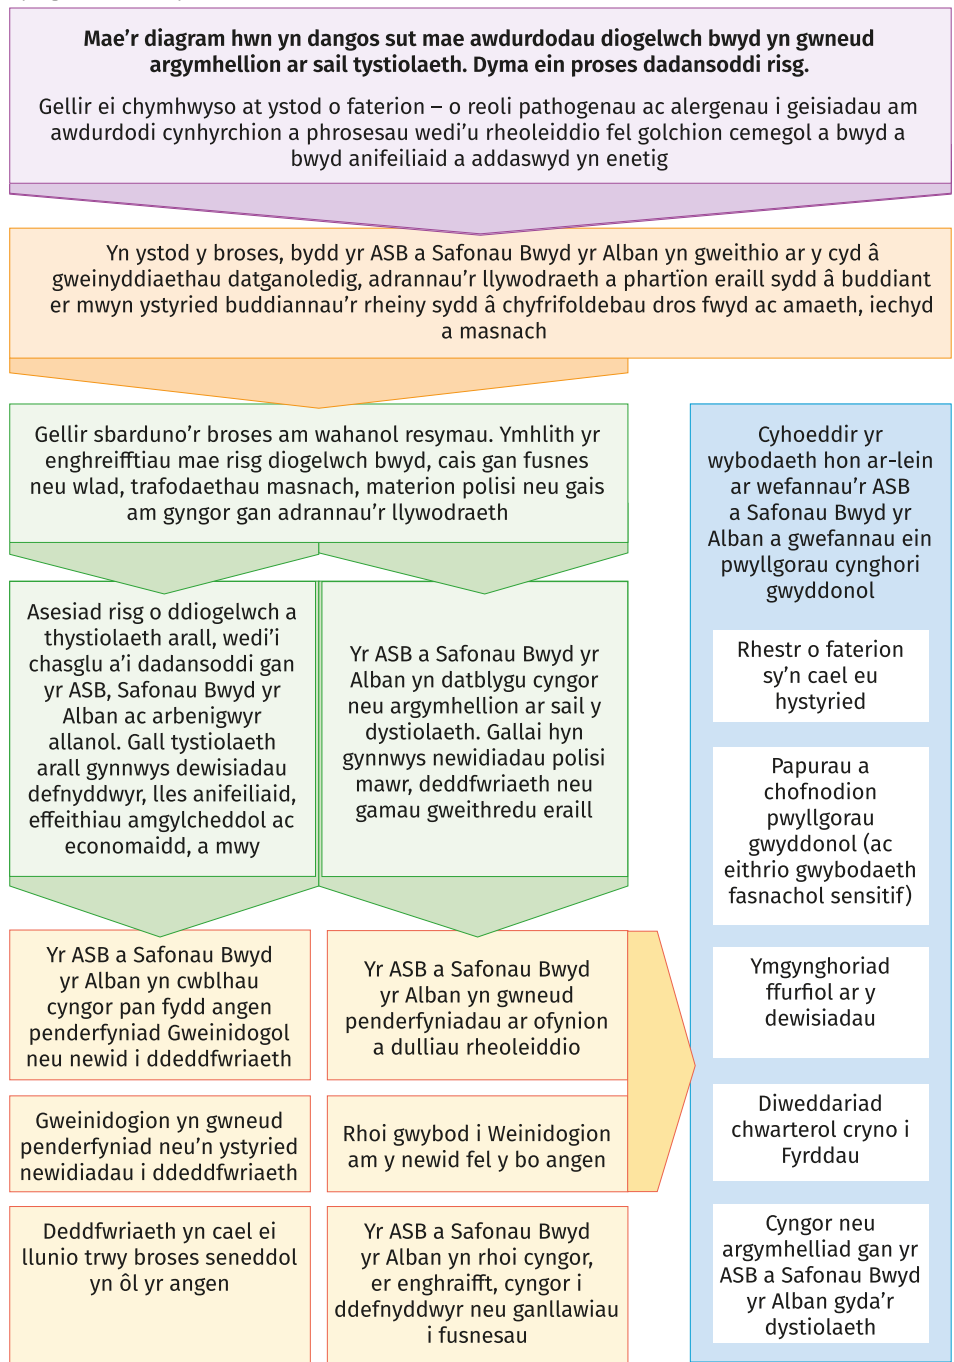 Mae'r diagram hwn yn dangos sut mae awdurdodau diogelwch bwyd yn gwneud
argymhellion ar sail tystiolaeth. Dyma ein proses dadansoddi risg.
Gellir ei chymhwyso at ystod o faterion – o reoli pathogenau ac alergenau i geisiadau am
awdurdodi cynhyrchion a phrosesau wedi'u rheoleiddio fel golchion cemegol a bwyd a
bwyd anifeiliaid a addaswyd yn enetig
Yn ystod y broses, bydd yr ASB a Safonau Bwyd yr Alban yn gweithio ar y cyd â
gweinyddiaethau datganoledig, adrannau'r llywodraeth a phartïon eraill sydd â buddiant
er mwyn ystyried buddiannau'r rheiny sydd â chyfrifoldebau dros fwyd ac amaeth, iechyd
a masnach
Gellir sbarduno'r broses am wahanol resymau. Ymhlith yr
enghreifftiau mae risg diogelwch bwyd, cais gan fusnes
neu wlad, trafodaethau masnach, materion polisi neu gais
am gyngor gan adrannau'r llywodraeth
Asesiad risg o ddiogelwch a
thystiolaeth arall, wedi'i
chasglu a'i dadansoddi gan
yr ASB, Safonau Bwyd yr
Alban ac arbenigwyr
allanol. Gall tystiolaeth
arall gynnwys dewisiadau
defnyddwyr, lles anifeiliaid,
effeithiau amgylcheddol ac
economaidd, a mwy
Yr ASB a Safonau Bwyd yr
Alban yn datblygu cyngor
neu argymhellion ar sail y
dystiolaeth. Gallai hyn
gynnwys newidiadau polisi
mawr, deddfwriaeth neu
gamau gweithredu eraill
Yr ASB a Safonau Bwyd
yr Alban yn cwblhau
cyngor pan fydd angen
penderfyniad Gweinidogol
neu newid i ddeddfwriaeth
Yr ASB a Safonau Bwyd
yr Alban yn gwneud
penderfyniadau ar ofynion
a dulliau rheoleiddio
Gweinidogion yn gwneud
penderfyniad neu'n ystyried
newidiadau i ddeddfwriaeth
Rhoi gwybod i Weinidogion
am y newid fel y bo angen
Deddfwriaeth yn cael ei
llunio trwy broses seneddol
yn ôl yr angen
Yr ASB a Safonau Bwyd
yr Alban yn rhoi cyngor,
er enghraifft, cyngor i
ddefnyddwyr neu ganllawiau
i fusnesau
Cyhoeddir yr
wybodaeth hon ar-lein
ar wefannau'r ASB
a Safonau Bwyd yr
Alban a gwefannau ein
pwyllgorau cynghori
gwyddonol
Rhestr o faterion
sy'n cael eu
hystyried
Papurau a
chofnodion
pwyllgorau
gwyddonol (ac
eithrio gwybodaeth
fasnachol sensitif)
Ymgynghoriad
ffurfiol ar y
dewisiadau
Diweddariad
chwarterol cryno i
Fyrddau
Cyngor neu
argymhelliad gan yr
ASB a Safonau Bwyd
yr Alban gyda'r
dystiolaeth